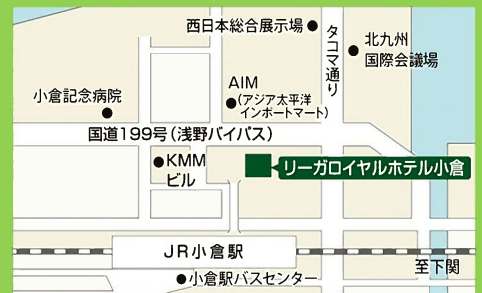 西日本総合展示場
タコマ通り
北九州
国際会議場
AIM
(アジア太平洋
インポートマート)
小倉記念病院
国道199号(浅野バイパス)
KMM
ビル
リーガロイヤルホテル小倉
JR小倉駅
至下関
小倉駅バスセンター